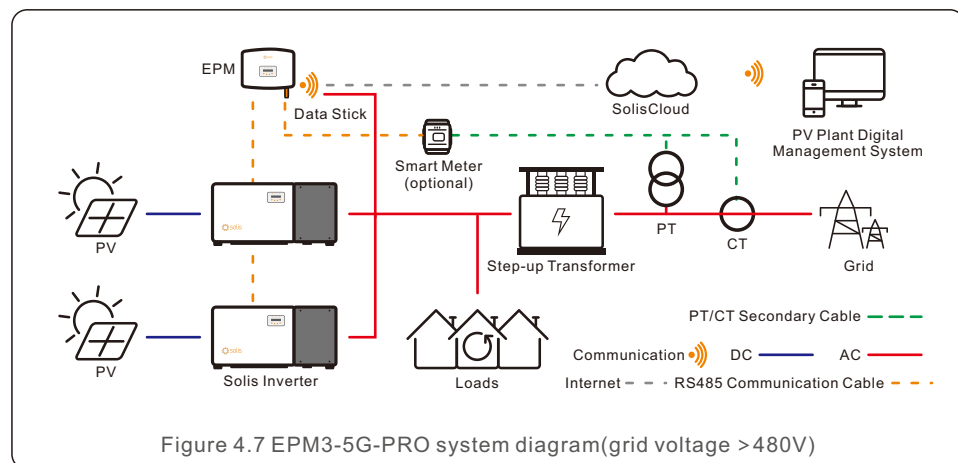 EPM
Data Stick
SolisCloud
PV Plant Digital
Management System
Smart Meter
(optional)
PV
solis
Step-up Transformer
PT
CT
Grid
PV
solis
Solis Inverter
Loads
PT/CT Secondary Cable
Communication
DC
AC
Internet
RS485 Communication Cable
Figure 4.7 EPM3-5G-PRO system diagram(grid voltage >480V)